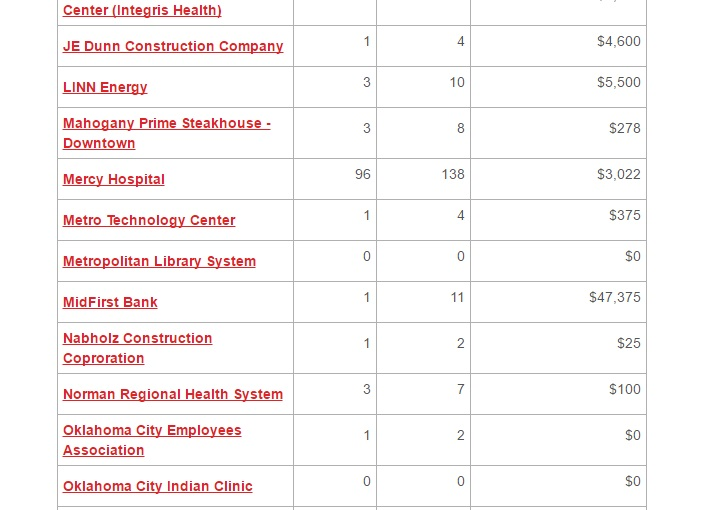 Center (Integris Health)
JE Dunn Construction Company 1 4 $4,600
LINN Energy 3 10 $5,500
Mahogany Prime Steakhouse -
Downtown 3 8 $278
Mercy Hospital 96 138 $3,022
Metro Technology Center 1 4 $375
Metropolitan Library System 0 0 $0
MidFirst Bank 1 11 $47,375
Nabholz Construction
Coproration 1 2 $25
Norman Regional Health System 3 7 $100
Oklahoma City Employees
Association 1 2 $0
Oklahoma City Indian Clinic 0 0 $0